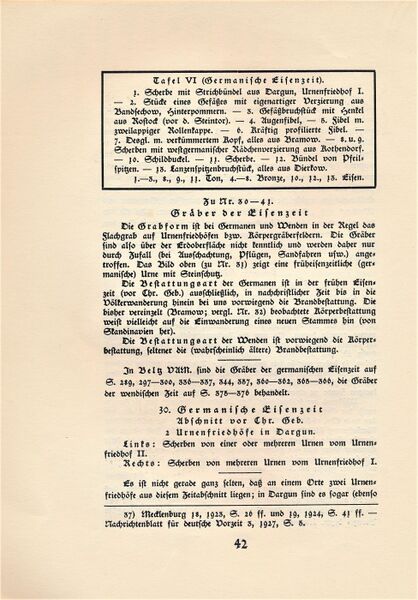 Tafel VI (Germanische Eisenzeit).
1. Scherbe mit Strichbündel aus Dargun, Urnenfriedhof I.
— 2. Stücke eines Gefäßes mit eigenartiger Verzierung aus
Bandsechow, Hinterpommern. — 3. Gefäßbruchstück mit Henkel
aus Rostock (vor d. Steintor). — 4. Augenfibel. — 5. Fibel m.
zweilappiger Rollenkappe. — 6. Kräftig profilierte Fibel. —
7. Desgl. m. verkümmertem Kopf, alles aus Bramow. — 8. u. 9.
Scherben mit westgermanischer Rädchenverzierung aus Rothendorf.
— 10. Schildbuckel. — 11. Scherbe. — 12. Bündel von Pfeil-
spitzen. — 13. Lanzenspitzenbruchstück, alles aus Dierkow.
1.—3., 8., 9., 11. Ton, 4.—8. Bronze, 10., 12., 13. Eisen.
Zu Nr. 30—41.
Gräber der Eisenzeit
Die Grabform ist bei Germanen und Wenden in der Regel das
Flachgrab auf Urnenfriedhöfen bzw. Körpergräberfeldern. Die Gräber
sind also über der Erdoberfläche nicht kenntlich und werden daher nur
durch Zufall (bei Ausschachtung, Pflügen, Sandfahren usw.) ange-
troffen. Das Bild oben (zu Nr. 31) zeigt eine früheisenzeitliche (ger-
manische) Urne mit Steinschutz.
Die Bestattungsart der Germanen ist in der frühen Eisen-
zeit (vor Chr. Geb.) ausschließlich, in nachchristlicher Zeit bis in die
Völkerwanderung hinein bei uns vorwiegend die Brandbestattung. Die
bisher vereinzelt (Bramow; vergl. Nr. 32) beobachtete Körperbestattung
weist vielleicht auf die Einwanderung eines neuen Stammes hin (von
Skandinavien her).
Die Bestattungsart der Wenden ist vorwiegend die Körper-
bestattung, seltener die (wahrscheinlich ältere) Brandbestattung.
In Beltz VAM. sind die Gräber der germanischen Eisenzeit auf
S. 289, 297—300, 336—337, 344, 357, 360—362, 365—366, die Gräber
der wendischen Zeit auf S. 375—376 behandelt.
30. Germanische Eisenzeit
Abschnitt vor Chr. Geb.
2 Urnenfriedhöfe in Dargun.
Links: Scherben von einer oder mehreren Urnen vom Urnen-
friedhof II.
Rechts: Scherben von mehreren Urnen vom Urnenfriedhof I.
Es ist nicht gerade ganz selten, daß an einem Orte zwei Urnen-
friedhöfe aus diesem Zeitabschnitt liegen; in Dargun sind es sogar (ebenso
37) Mecklenburg 18, 1923, S. 26 ff. und 19, 1924, S. 41 ff. —
Nachrichtenblatt für deutsche Vorzeit 3, 1927, S. 5.
42